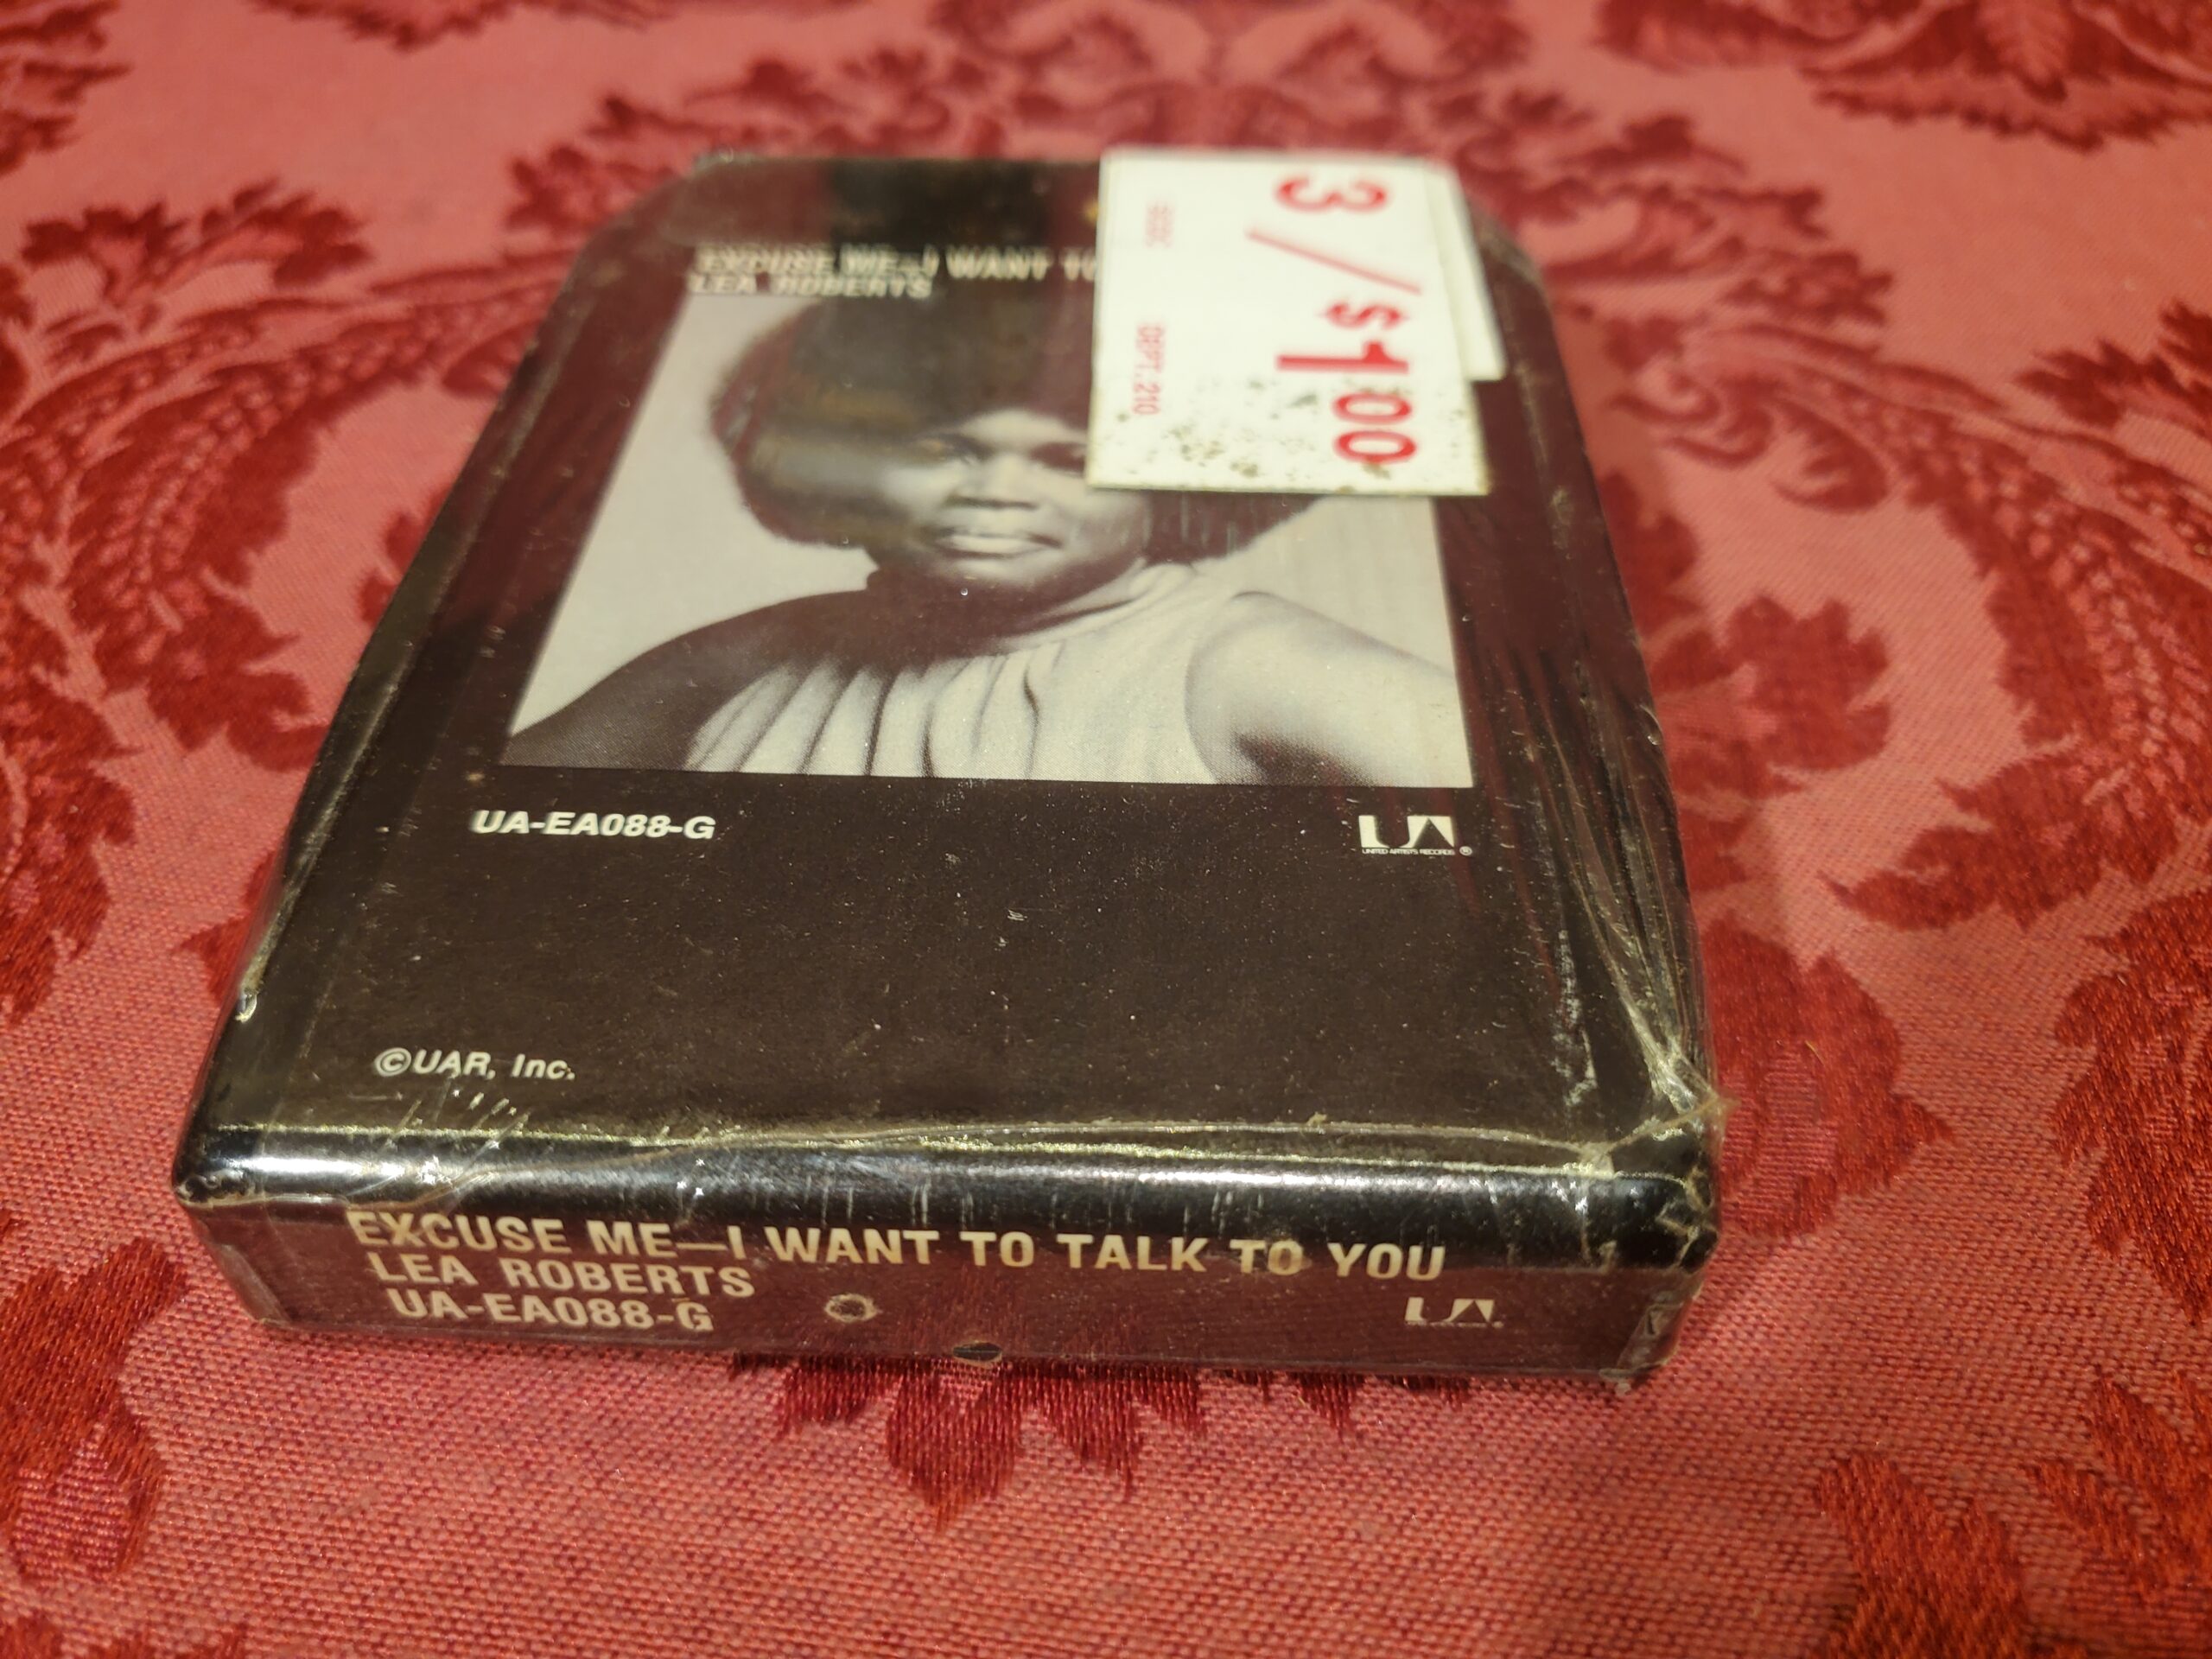 EXCUSE ME—I WANT TO
LEA ROBERTS
3/$1.00
DEPT.210
UA-EA088-G
UA
UNITED ARTISTS RECORDS ®
©UAR, Inc.
EXCUSE ME—I WANT TO TALK TO YOU
LEA ROBERTS
UA-EA088-G
UA